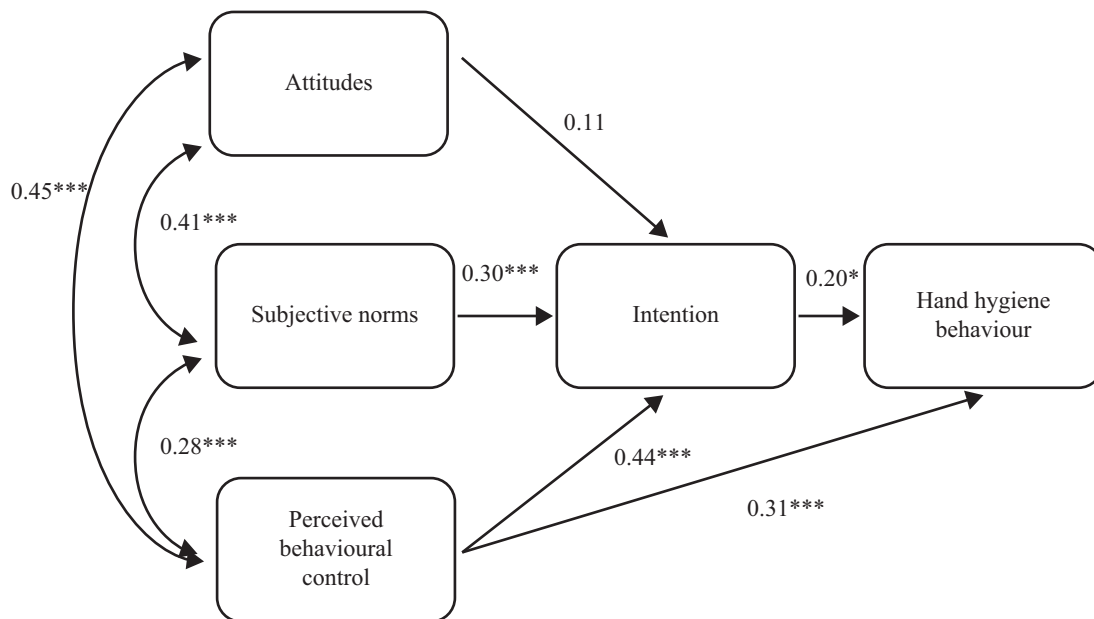 Attitudes
0.11
0.45***
0.41***
0.30***
0.20*
Subjective norms
Intention
Hand hygiene
behaviour
0.28***
0.44***
0.31***
Perceived
behavioural
control